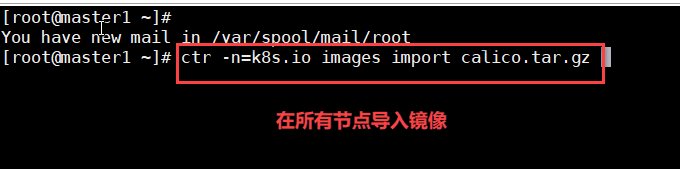 [root@master1 ~]#
You have new mail in /var/spool/mail/root
[root@master1 ~]# ctr -n=k8s.io images import calico.tar.gz
在所有节点导入镜像